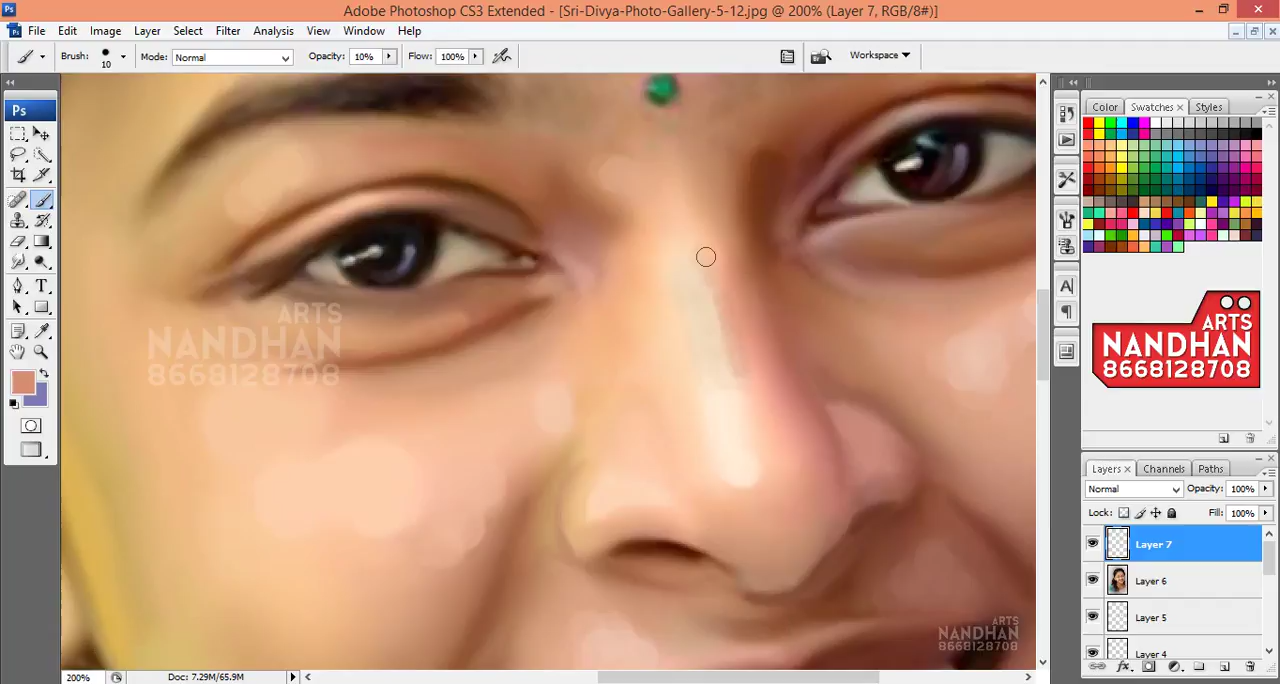 Adobe Photoshop CS3 Extended - [Sri-Divya-Photo-Gallery-5-12.jpg @ 200% (Layer 7, RGB/8#)]
File Edit Image Layer Select Filter Analysis View Window Help
Brush: 10 Mode: Normal Opacity: 10% Flow: 100% Workspace
Ps
Color Swatches Styles
ARTS
NANDHAN
8668128708
ARTS
NANDHAN
8668128708
Layers Channels Paths
Normal Opacity: 100%
Lock: Fill: 100%
Layer 7
Layer 6
Layer 5
Layer 4
ARTS
NANDHAN
8668128708
200% Doc: 7.29M/65.9M